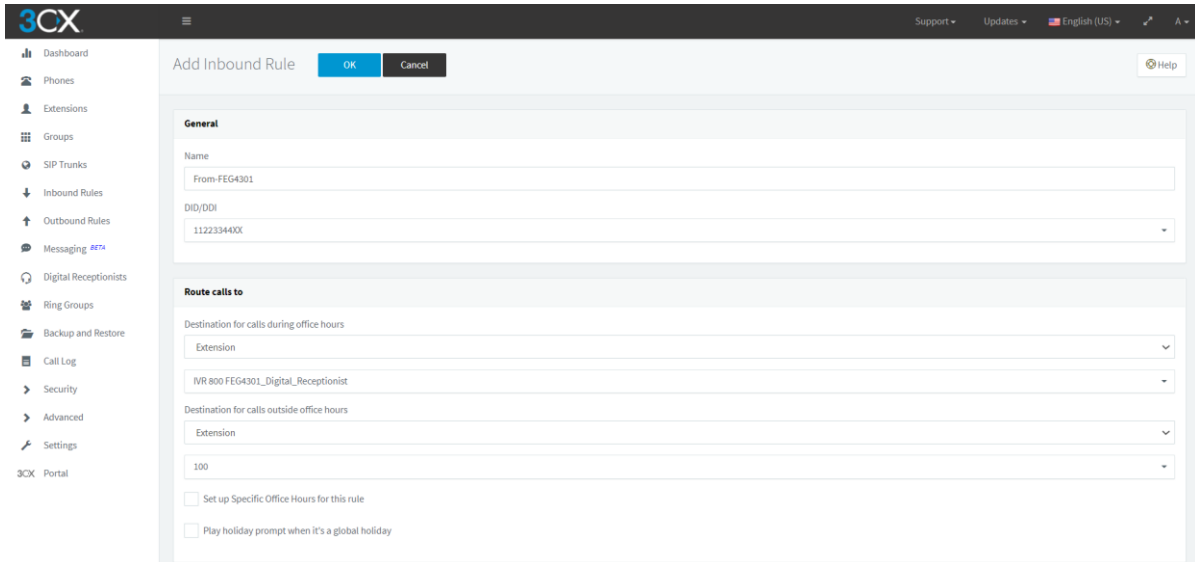 3CX
Support
Updates
English (US)
A
Dashboard
Phones
Extensions
Groups
SIP Trunks
Inbound Rules
Outbound Rules
Messaging BETA
Digital Receptionists
Ring Groups
Backup and Restore
Call Log
Security
Advanced
Settings
3CX Portal
Add Inbound Rule
OK
Cancel
Help
General
Name
From-FEG4301
DID/DDI
11223344XX
Route calls to
Destination for calls during office hours
Extension
IVR 800 FEG4301_Digital_Receptionist
Destination for calls outside office hours
Extension
100
Set up Specific Office Hours for this rule
Play holiday prompt when it's a global holiday